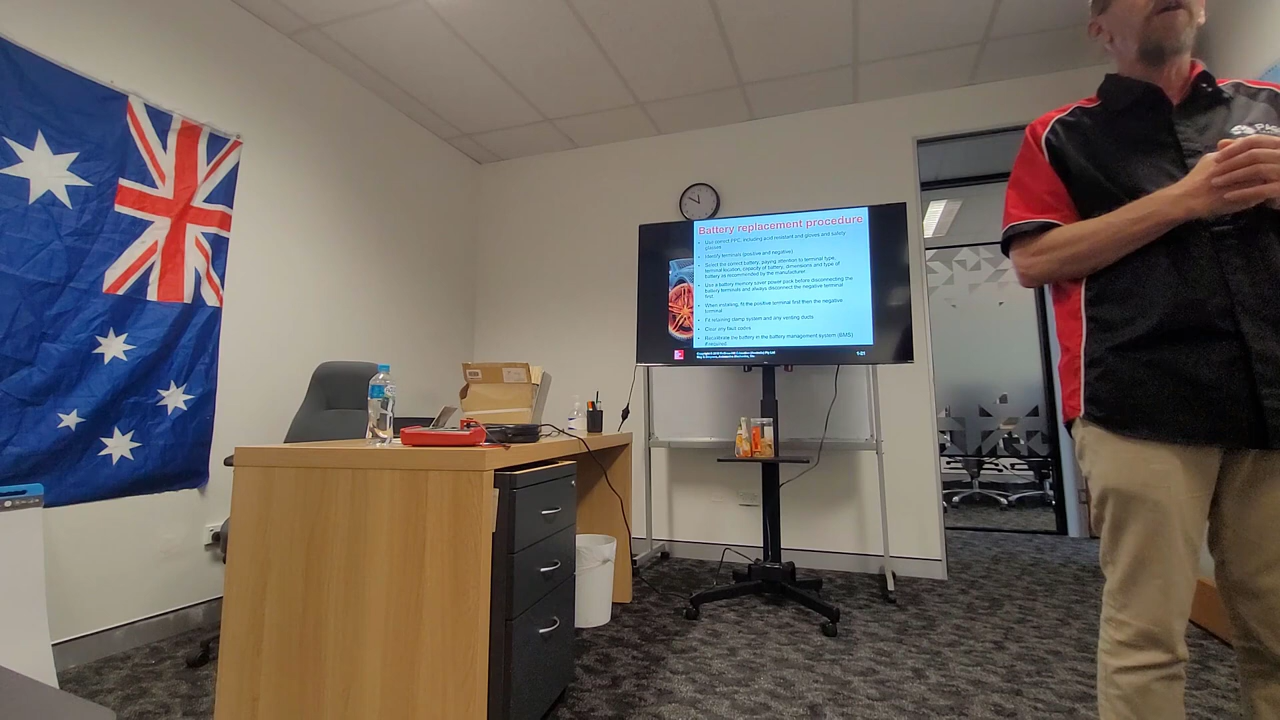 Battery replacement procedure
• Use correct PPC, including acid resistant and gloves and safety
glasses
• Identify terminals (positive and negative)
• Select the correct battery, paying attention to terminal type,
terminal location, capacity of battery, dimensions and type of
battery as recommended by the manufacturer.
• Use a battery memory saver power pack before disconnecting the
battery terminals and always disconnect the negative terminal
first.
• When installing, fit the positive terminal first then the negative
terminal
• Fit retaining clamp system and any venting ducts
• Clear any fault codes
• Recalibrate the battery in the battery management system (BMS)
if required